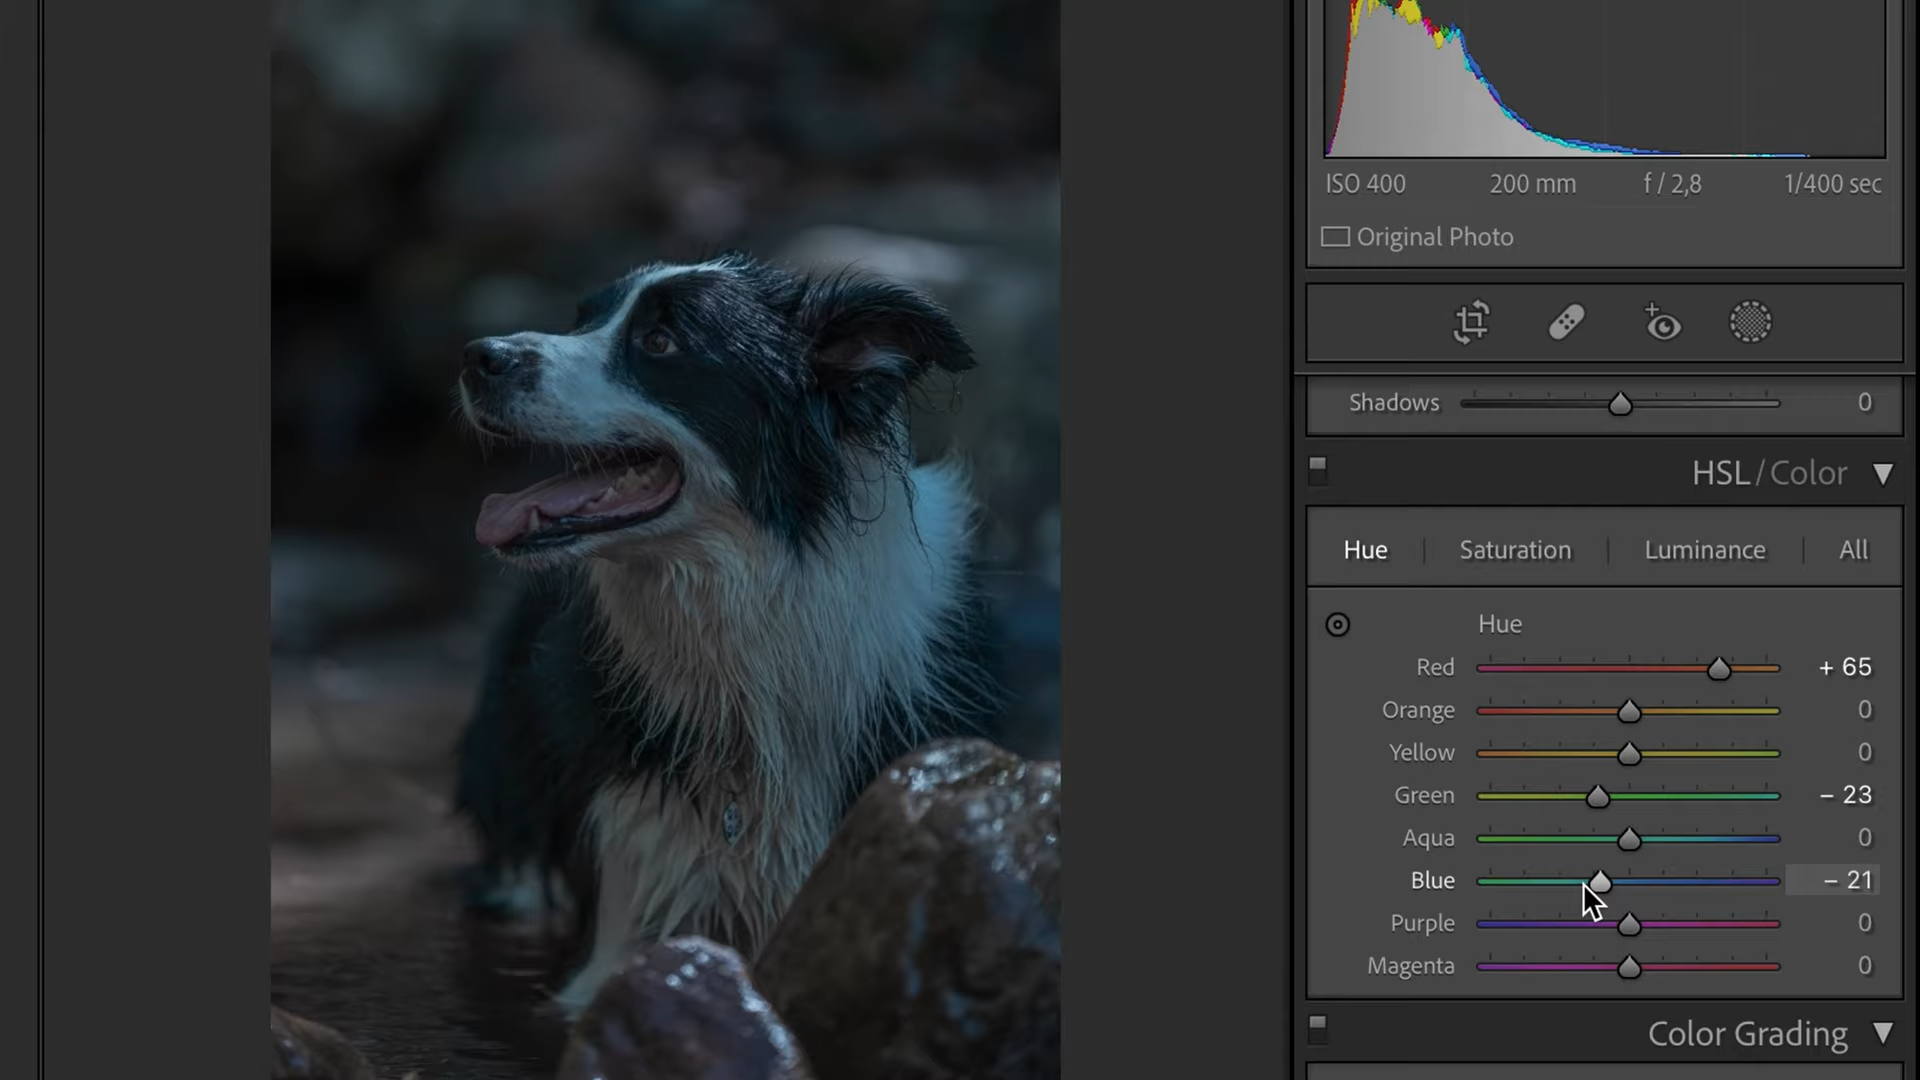 ISO 400 200 mm f / 2,8 1/400 sec
Original Photo
Shadows 0
HSL / Color
Hue | Saturation | Luminance | All
Hue
Red + 65
Orange 0
Yellow 0
Green – 23
Aqua 0
Blue – 21
Purple 0
Magenta 0
Color Grading